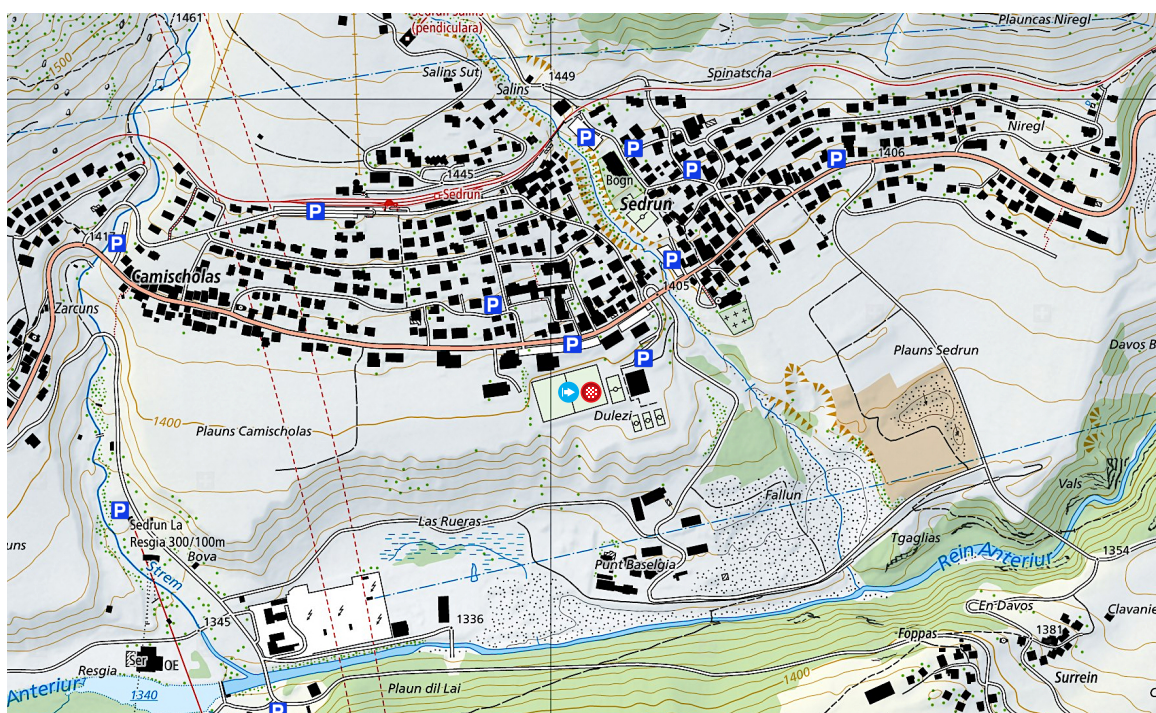 1461
Sedrun Salins
(pendiculara)
Plauncas Niregl
1500
Salins Sut
1449
Spinatscha
Salins
P
P
Niregl
1406
P
P
1445
Bogn
Sedrun
P
Sedrun
P
P
Camischolas
1405
P
Zarcuns
P
P
Plauns Sedrun
Davos B
1400
Dulezi
Plauns Camischolas
Vals
Fallun
P
Sedrun La
Resgia 300/100m
Las Rueras
uns
Bova
Tgaglias
Rein Anteriur
1354
Strem
Punt Baselgia
En Davos
Clavanie
1345
1336
1381
Foppas
Ser
OE
Resgia
Surrein
1400
Plaun dil Lai
Anteriur
1340
C
P